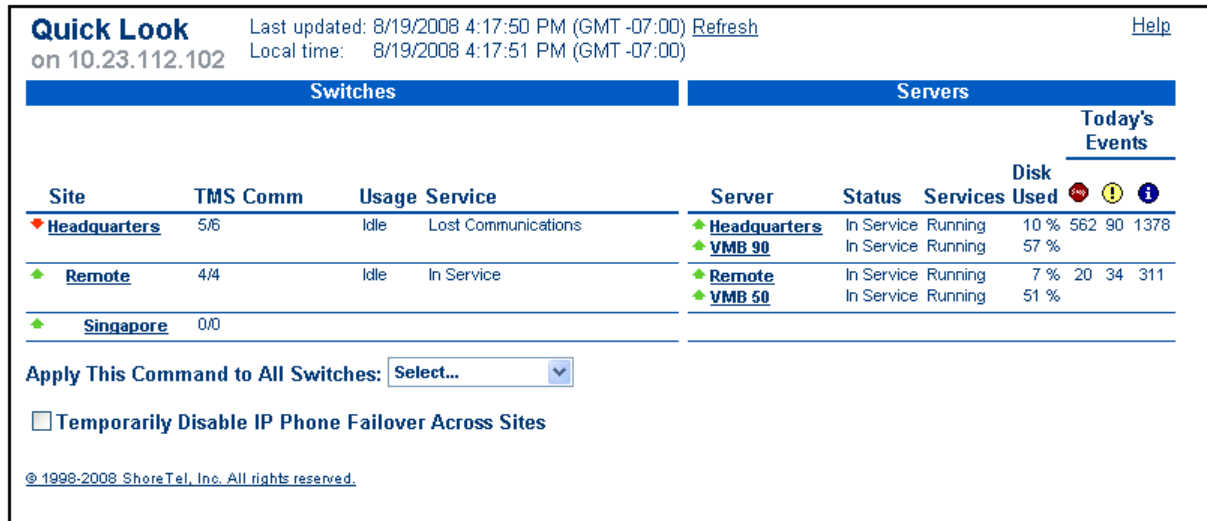 Quick Look
on 10.23.112.102
Last updated: 8/19/2008 4:17:50 PM (GMT -07:00) Refresh
Local time: 8/19/2008 4:17:51 PM (GMT -07:00)
Help
Switches
Servers
Today's
Events
Site TMS Comm Usage Service
Server Status Services Disk Used
Headquarters 5/6 Idle Lost Communications
Headquarters In Service Running 10 % 562 90 1378
VMB 90 In Service Running 57 %
Remote 4/4 Idle In Service
Remote In Service Running 7 % 20 34 311
VMB 50 In Service Running 51 %
Singapore 0/0
Apply This Command to All Switches: Select...
Temporarily Disable IP Phone Failover Across Sites
© 1998-2008 ShoreTel, Inc. All rights reserved.